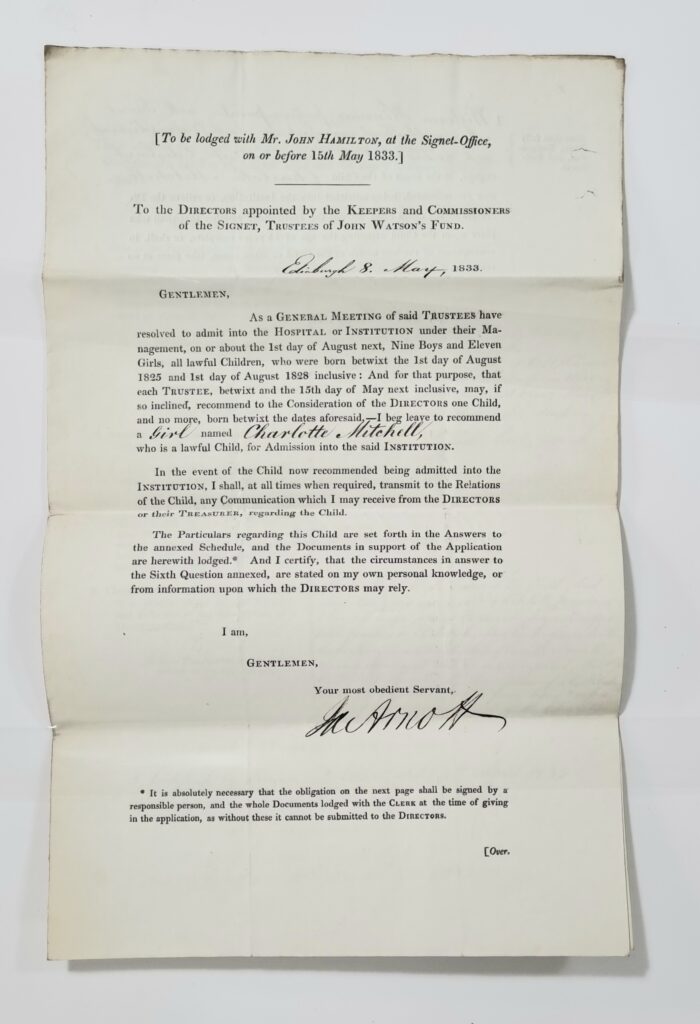 [To be lodged with Mr. JOHN HAMILTON, at the Signet-Office,
on or before 15th May 1833.]
To the DIRECTORS appointed by the KEEPERS and COMMISSIONERS
of the SIGNET, TRUSTEES of JOHN WATSON'S FUND.
Edinburgh 8. May, 1833.
GENTLEMEN,
As a GENERAL MEETING of said TRUSTEES have
resolved to admit into the HOSPITAL or INSTITUTION under their Ma-
nagement, on or about the 1st day of August next, Nine Boys and Eleven
Girls, all lawful Children, who were born betwixt the 1st day of August
1825 and 1st day of August 1828 inclusive: And for that purpose, that
each TRUSTEE, betwixt and the 15th day of May next inclusive, may, if
so inclined, recommend to the Consideration of the DIRECTORS one Child,
and no more, born betwixt the dates aforesaid,—I beg leave to recommend
a Girl named Charlotte Mitchell,
who is a lawful Child, for Admission into the said INSTITUTION.
In the event of the Child now recommended being admitted into the
INSTITUTION, I shall, at all times when required, transmit to the Relations
of the Child, any Communication which I may receive from the DIRECTORS
or their TREASURER, regarding the Child.
The Particulars regarding this Child are set forth in the Answers to
the annexed Schedule, and the Documents in support of the Application
are herewith lodged.* And I certify, that the circumstances in answer to
the Sixth Question annexed, are stated on my own personal knowledge, or
from information upon which the DIRECTORS may rely.
I am,
GENTLEMEN,
Your most obedient Servant,
Arnott
* It is absolutely necessary that the obligation on the next page shall be signed by a
responsible person, and the whole Documents lodged with the CLERK at the time of giving
in the application, as without these it cannot be submitted to the DIRECTORS.
[Over.